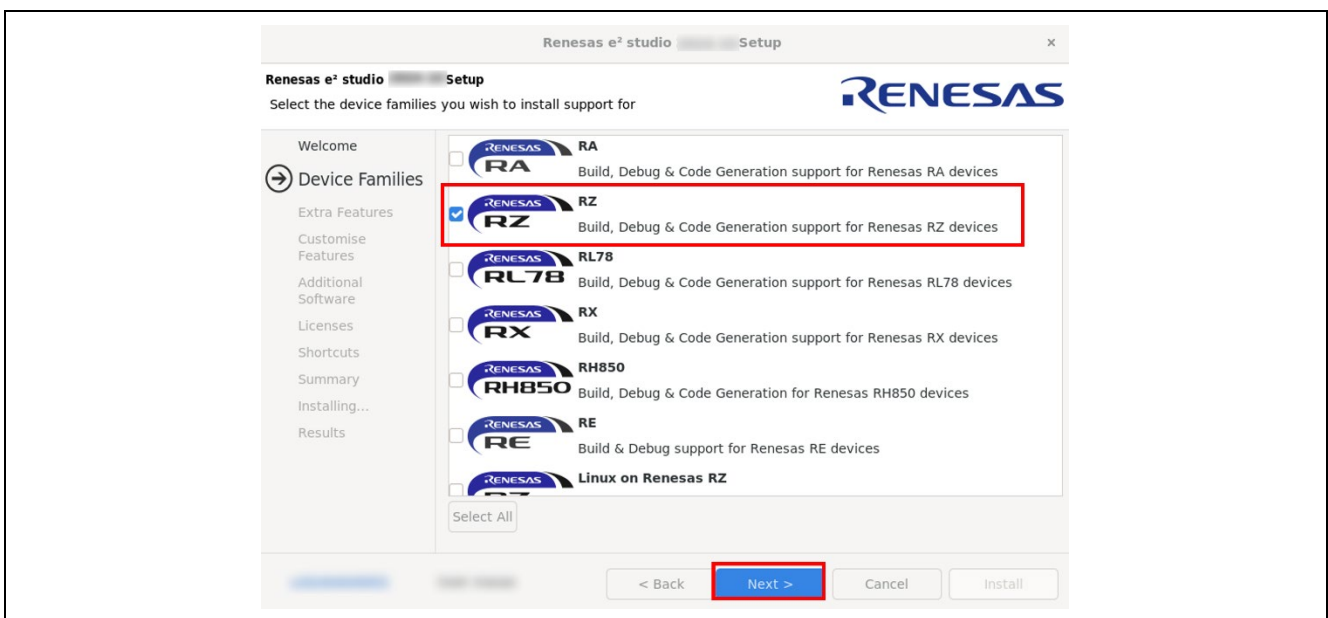 Renesas e² studio Setup
×
Renesas e² studio Setup
Select the device families you wish to install support for
RENESAS
Welcome
Device Families
Extra Features
Customise
Features
Additional
Software
Licenses
Shortcuts
Summary
Installing...
Results
RENESAS
RA
RA
Build, Debug & Code Generation support for Renesas RA devices
RENESAS
RZ
RZ
Build, Debug & Code Generation support for Renesas RZ devices
RENESAS
RL78
RL78
Build, Debug & Code Generation support for Renesas RL78 devices
RENESAS
RX
RX
Build, Debug & Code Generation support for Renesas RX devices
RENESAS
RH850
RH850
Build, Debug & Code Generation for Renesas RH850 devices
RENESAS
RE
RE
Build & Debug support for Renesas RE devices
RENESAS
Linux on Renesas RZ
Select All
< Back
Next >
Cancel
Install